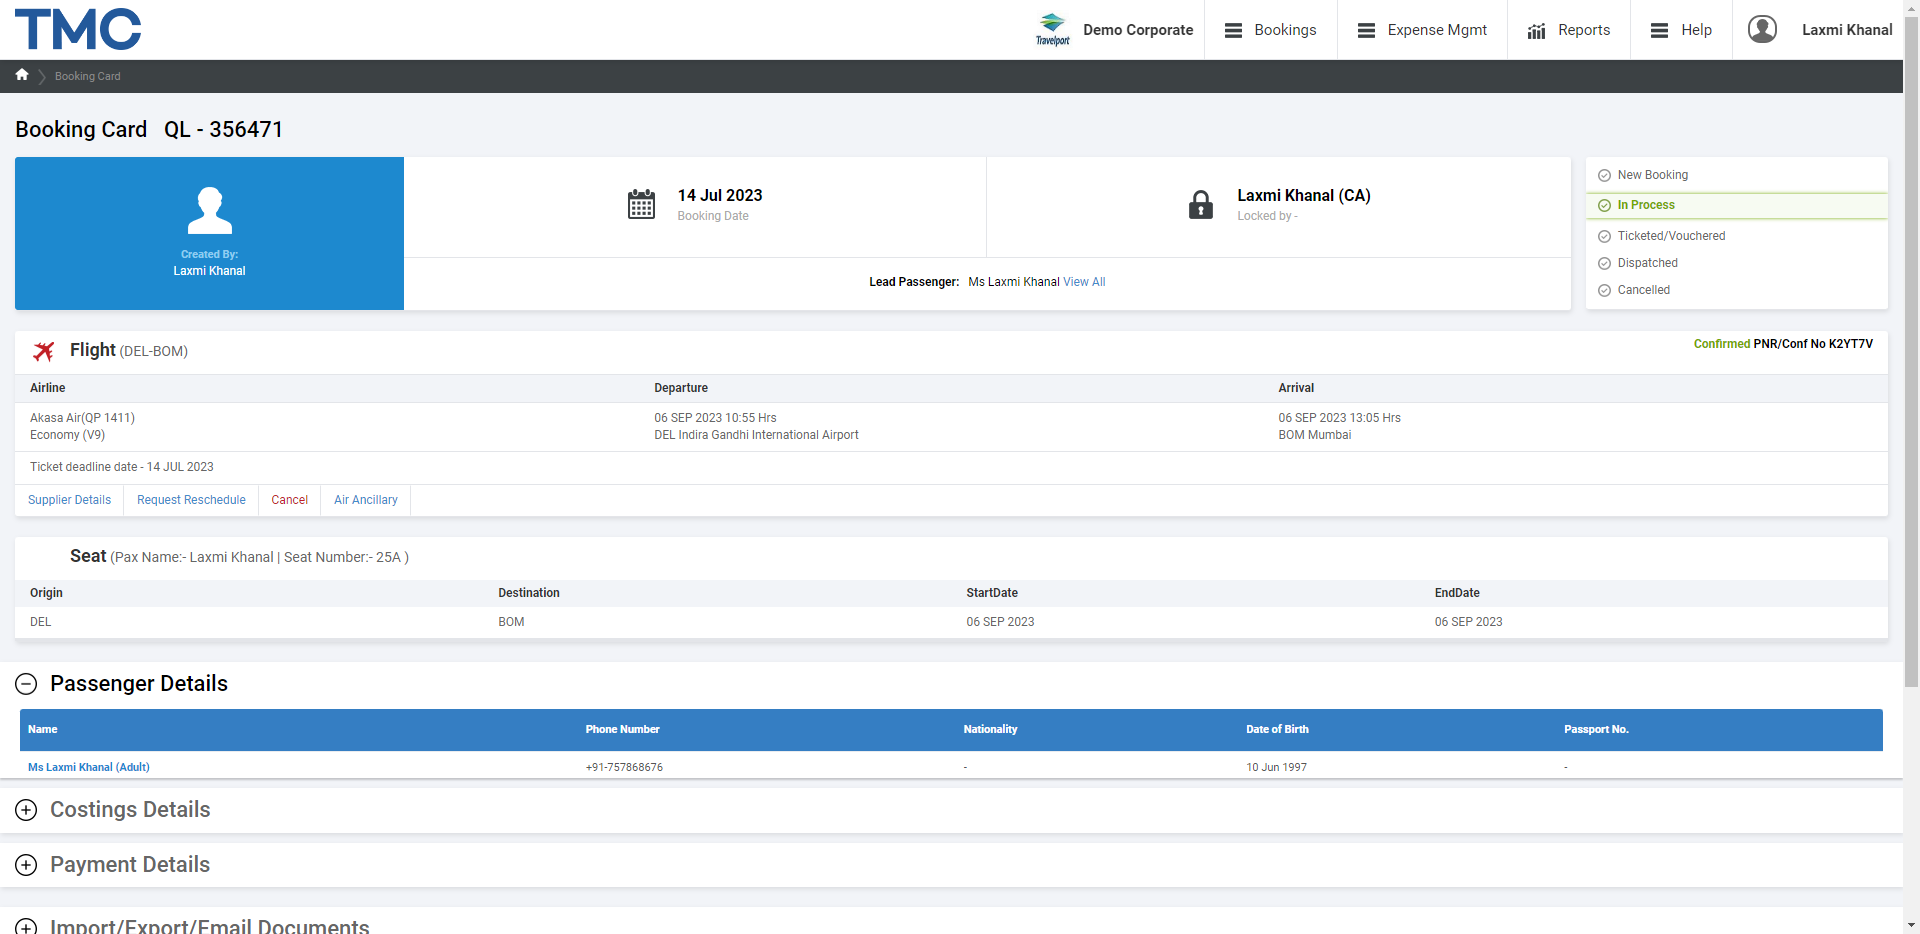 TMC
Travelport
Demo Corporate
Bookings
Expense Mgmt
Reports
Help
Laxmi Khanal
Booking Card
Booking Card QL - 356471
Created By:
Laxmi Khanal
14 Jul 2023
Booking Date
Laxmi Khanal (CA)
Locked by -
Lead Passenger: Ms Laxmi Khanal View All
New Booking
In Process
Ticketed/Vouchered
Dispatched
Cancelled
Flight (DEL-BOM)
Confirmed PNR/Conf No K2YT7V
Airline Departure Arrival
Akasa Air(QP 1411) 06 SEP 2023 10:55 Hrs 06 SEP 2023 13:05 Hrs
Economy (V9) DEL Indira Gandhi International Airport BOM Mumbai
Ticket deadline date - 14 JUL 2023
Supplier Details Request Reschedule Cancel Air Ancillary
Seat (Pax Name:- Laxmi Khanal | Seat Number:- 25A )
Origin Destination StartDate EndDate
DEL BOM 06 SEP 2023 06 SEP 2023
Passenger Details
Name Phone Number Nationality Date of Birth Passport No.
Ms Laxmi Khanal (Adult) +91-757868676 - 10 Jun 1997 -
Costings Details
Payment Details
Import/Export/Email Documents